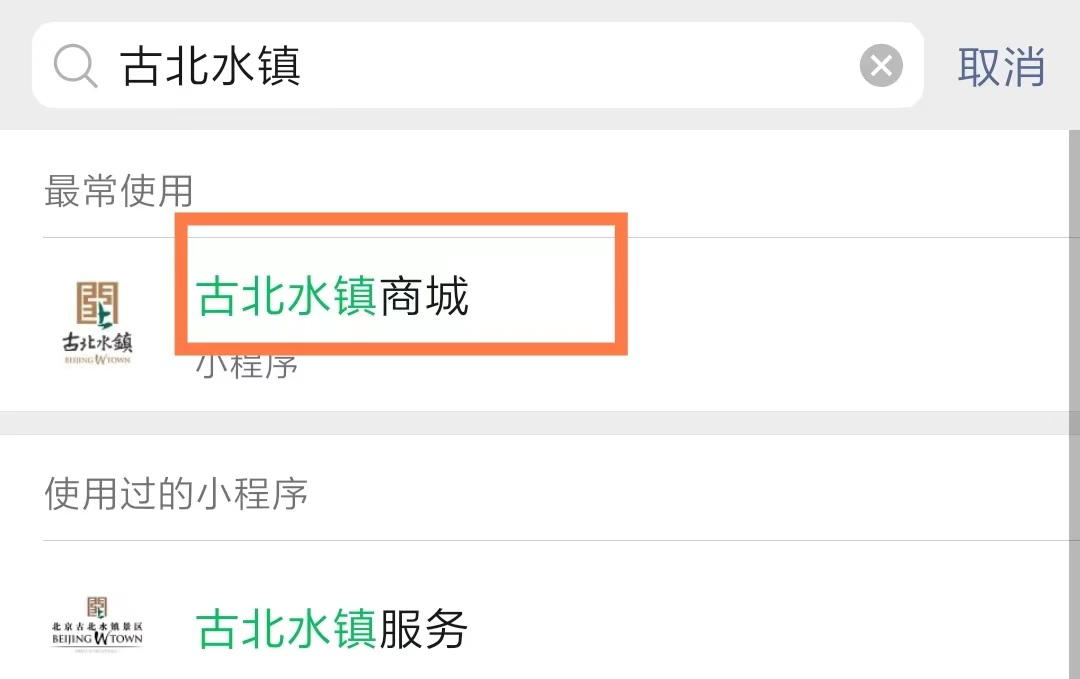 古北水镇
取消
最常使用
古北水镇商城
古北水鎮
BEIJING WTOWN
小程序
使用过的小程序
北京古北水镇景区
BEIJING WTOWN
古北水镇服务